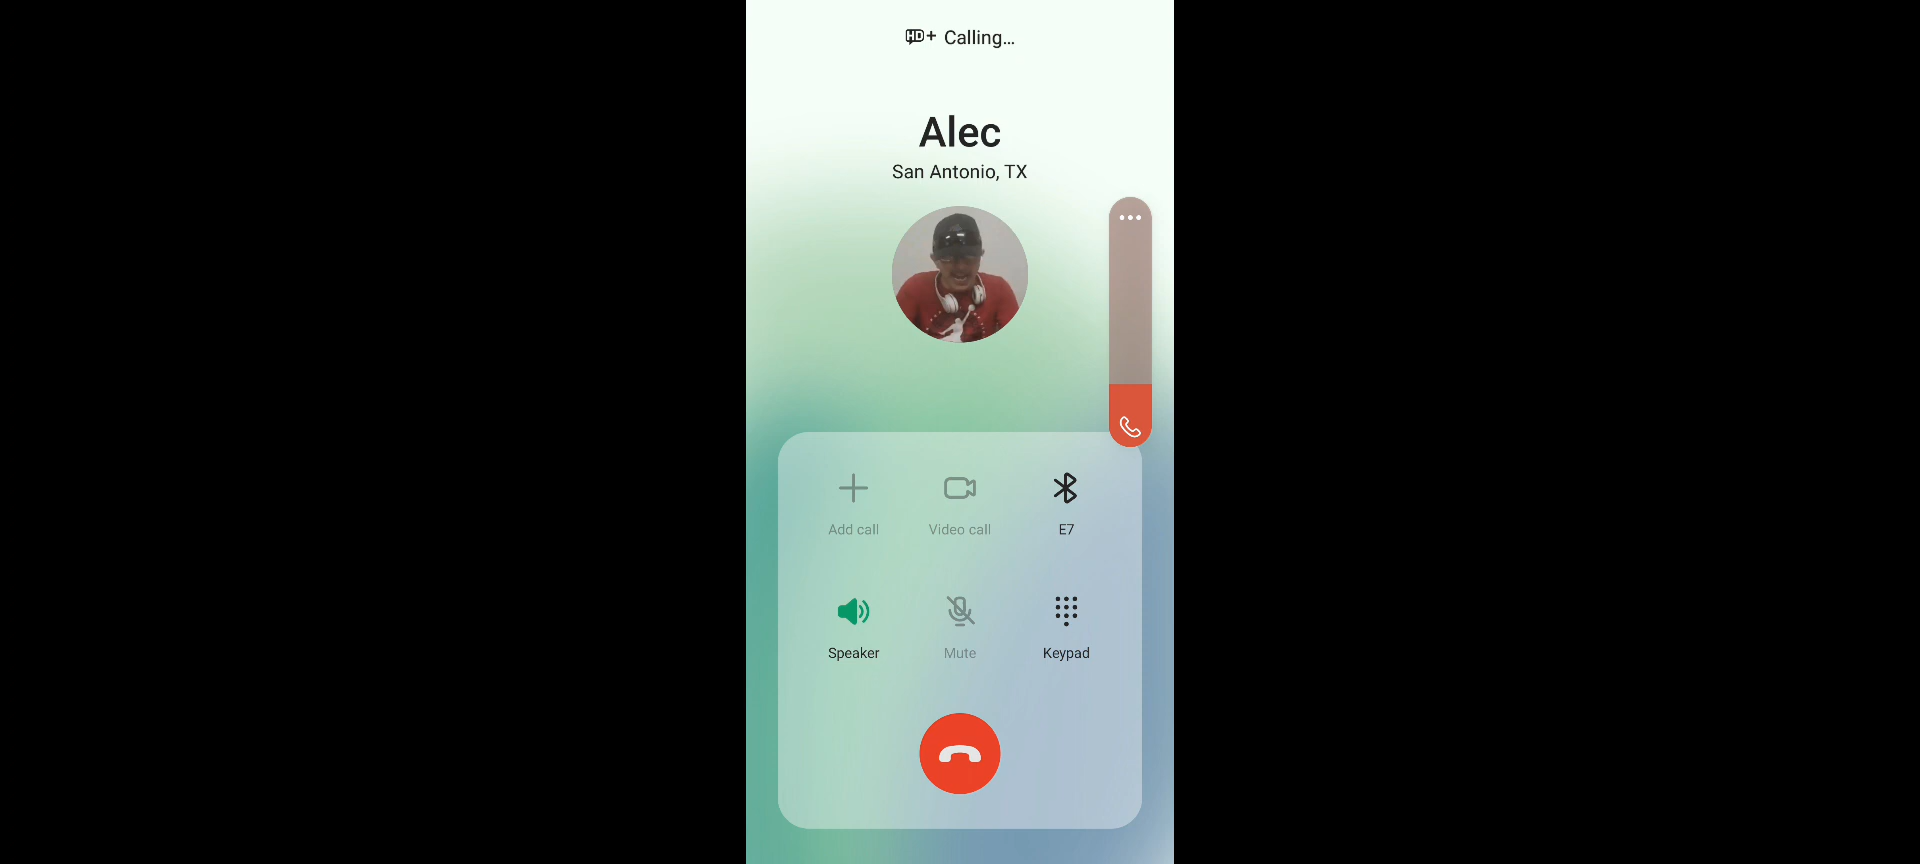 HD+ Calling...
Alec
San Antonio, TX
Add call
Video call
E7
Speaker
Mute
Keypad